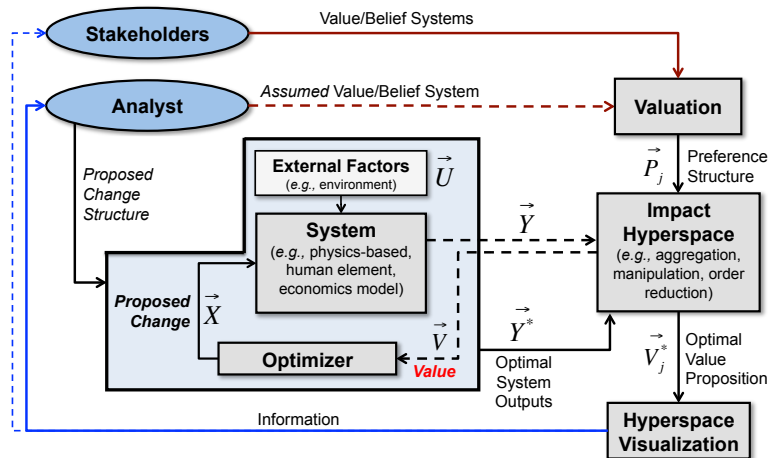 Stakeholders
Value/Belief Systems
Analyst
Assumed Value/Belief System
Valuation
Proposed
Change
Structure
External Factors
(e.g., environment)
U
P_j
Preference
Structure
System
(e.g., physics-based,
human element,
economics model)
Y
Impact
Hyperspace
(e.g., aggregation,
manipulation, order
reduction)
Proposed
Change
X
V
Value
Optimizer
Y*
Optimal
System
Outputs
V_j*
Optimal
Value
Proposition
Information
Hyperspace
Visualization